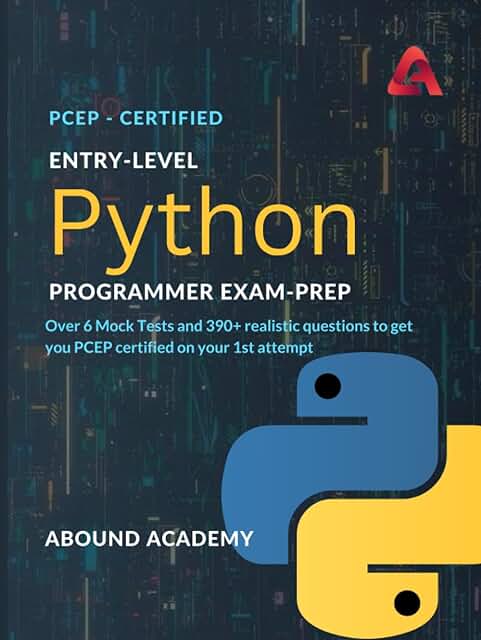 PCEP - CERTIFIED
ENTRY-LEVEL
Python
PROGRAMMER EXAM-PREP
Over 6 Mock Tests and 390+ realistic questions to get
you PCEP certified on your 1st attempt
ABOUND ACADEMY